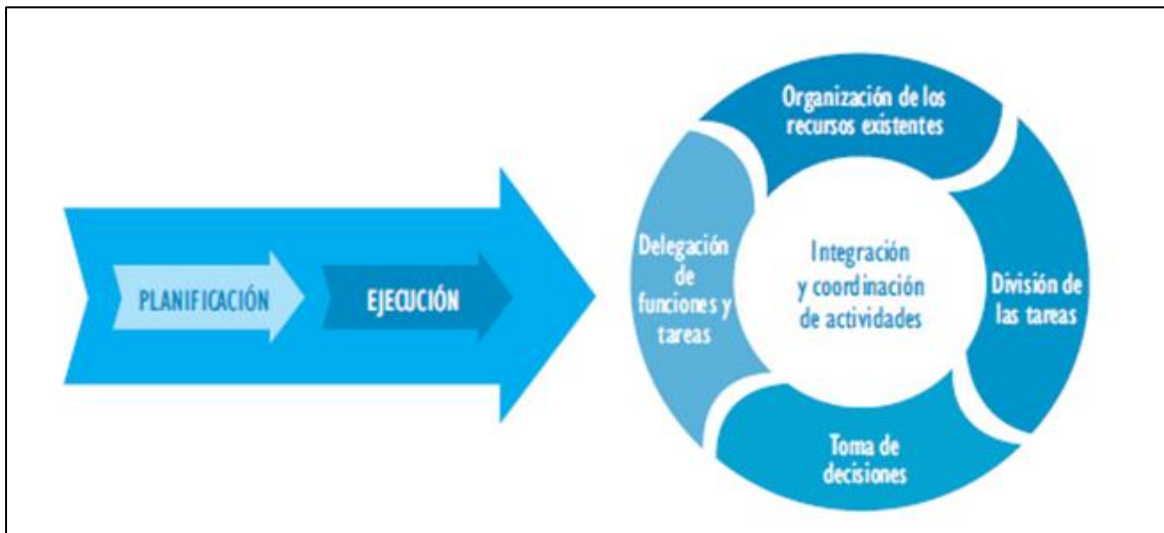 PLANIFICACIÓN
EJECUCIÓN
Organización de los
recursos existentes
Delegación
de
funciones y
tareas
Integración
y coordinación
de actividades
División de
las tareas
Toma de
decisiones